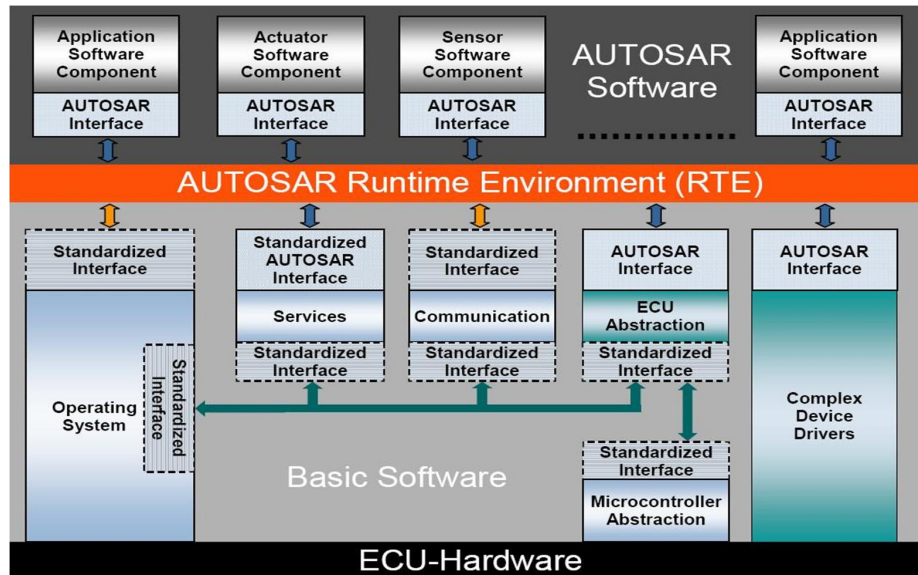 Application
Software
Component
AUTOSAR
Interface
Actuator
Software
Component
AUTOSAR
Interface
Sensor
Software
Component
AUTOSAR
Interface
AUTOSAR
Software
Application
Software
Component
AUTOSAR
Interface
AUTOSAR Runtime Environment (RTE)
Standardized
Interface
Operating
System
Standardized
Interface
Standardized
AUTOSAR
Interface
Services
Standardized
Interface
Standardized
Interface
Communication
Standardized
Interface
AUTOSAR
Interface
ECU
Abstraction
Standardized
Interface
Standardized
Interface
Microcontroller
Abstraction
AUTOSAR
Interface
Complex
Device
Drivers
Basic Software
ECU-Hardware